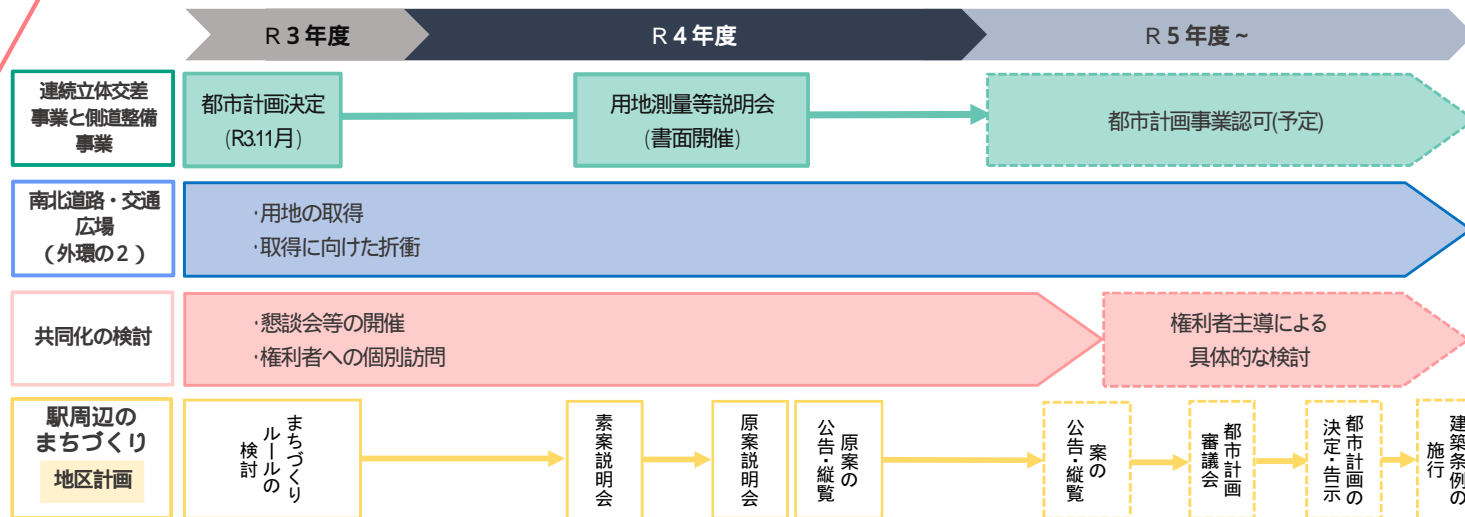 R 3 年度
R 4 年度
R 5 年度 ~
連続立体交差
事業と側道整備
事業
都市計画決定
(R3.11月)
用地測量等説明会
(書面開催)
都市計画事業認可(予定)
南北道路・交通
広場
(外環の2)
・用地の取得
・取得に向けた折衝
共同化の検討
・懇談会等の開催
・権利者への個別訪問
権利者主導による
具体的な検討
駅周辺の
まちづくり
地区計画
まちづくり
ルールの
検討
素案説明会
原案説明会
原案の
公告・縦覧
案の
公告・縦覧
都市計画
審議会
都市計画の
決定・告示
建築条例の
施行